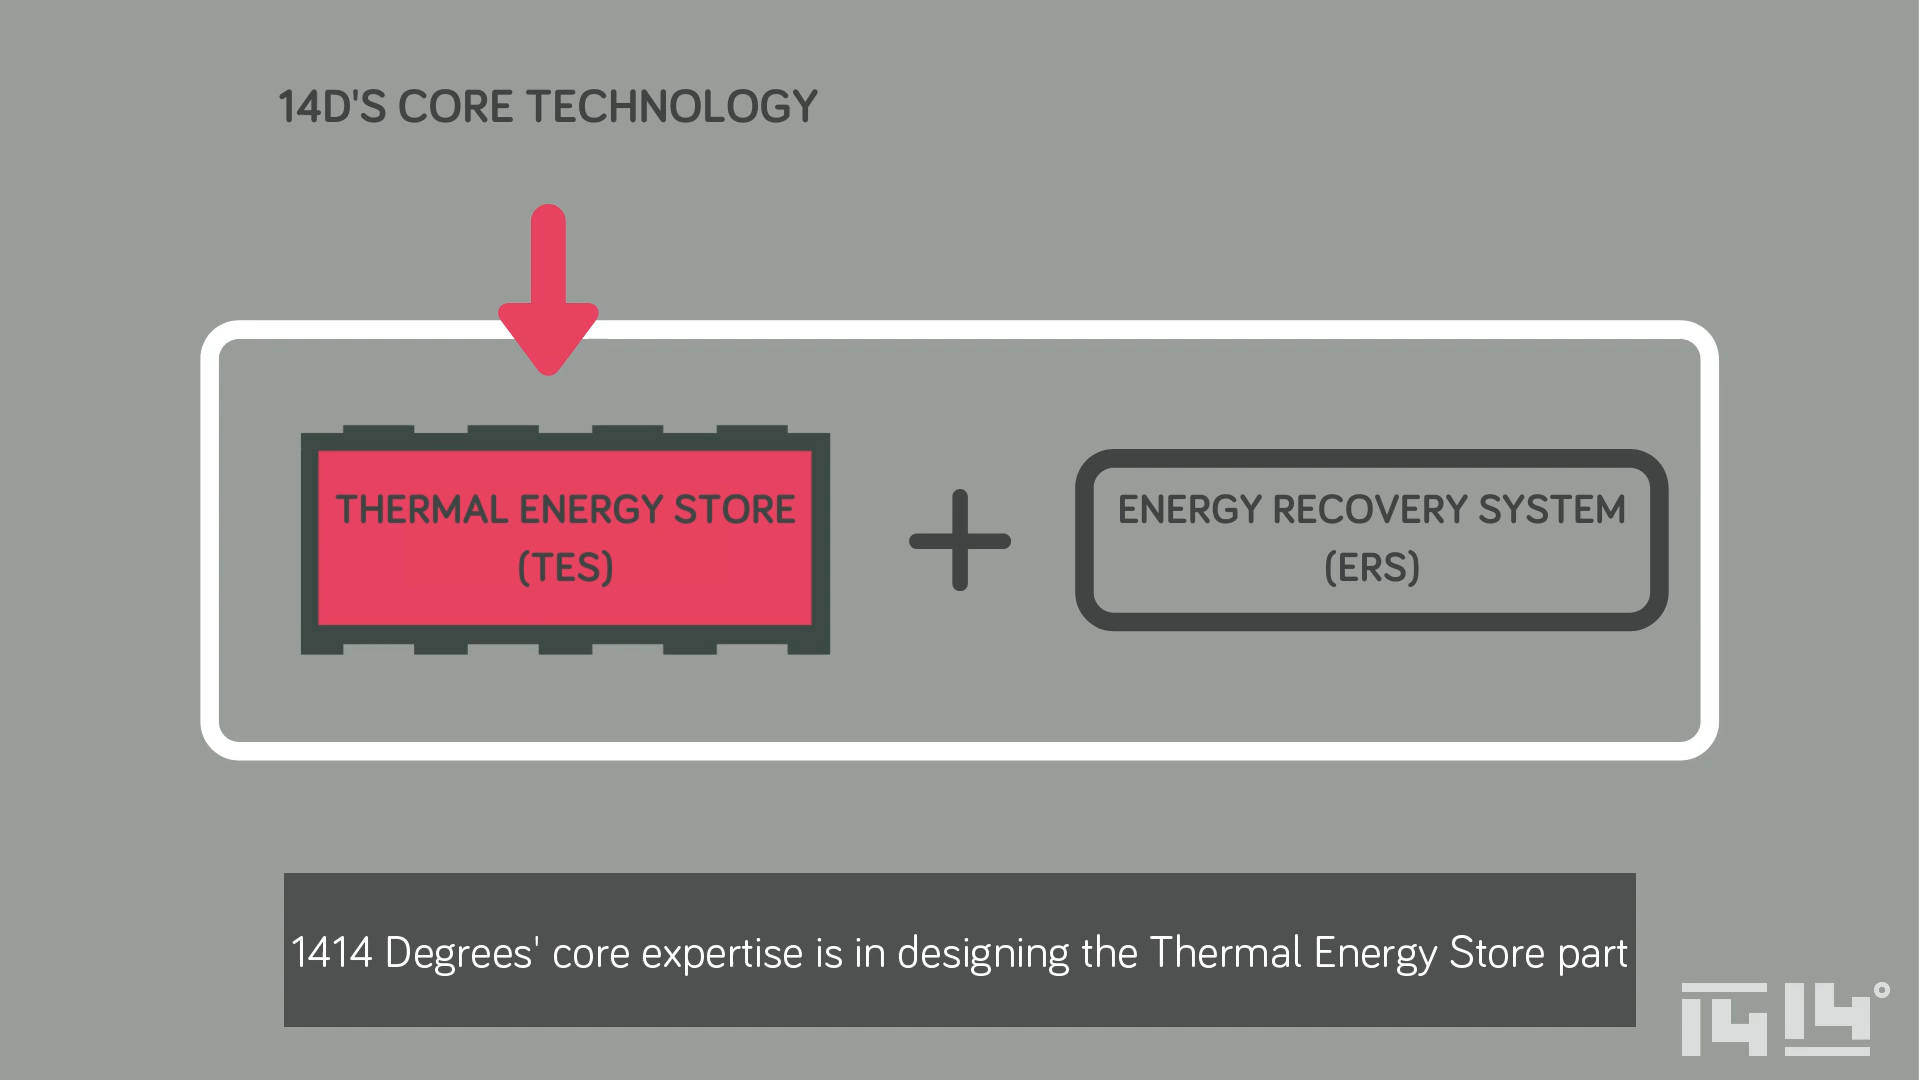 14D'S CORE TECHNOLOGY
THERMAL ENERGY STORE
(TES)
+
ENERGY RECOVERY SYSTEM
(ERS)
1414 Degrees' core expertise is in designing the Thermal Energy Store part
1414°